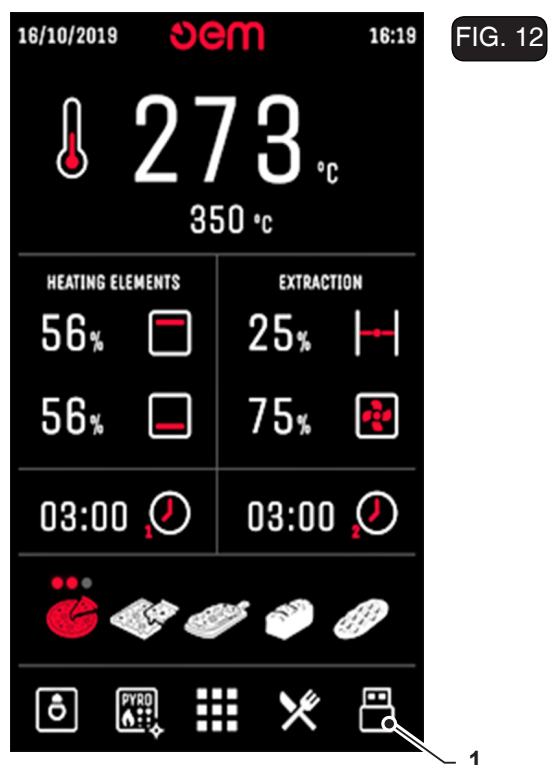 16/10/2019 oem 16:19 FIG. 12
273 °C
350 °C
HEATING ELEMENTS EXTRACTION
56% 25%
56% 75%
03:00 1 03:00 2
PYRO
1